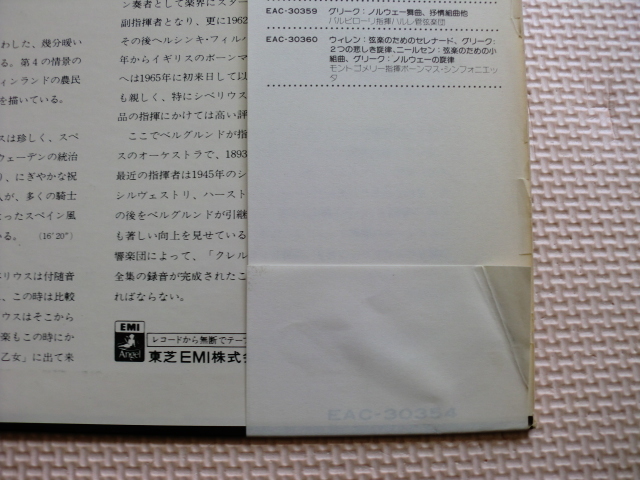 わした、幾分暖い
る。第4の情景の
ィンランドの農民
を描いている。
スは珍しく、スペ
ウェーデンの統治
り、にぎやかな祝
人が、多くの騎士
まったスペイン風
いる。 (16'20")
ベリウスは付随音
、この時は比較
リウスはそこから
楽もこの時にか
乙女」に出て来
ン奏者として楽界にスター
副指揮者となり、更に1962
その後ヘルシンキ・フィル
年からイギリスのボーンマ
へは1965年に初来日して以
も親しく、特にシベリウス
品の指揮にかけては高い評
ここでベルグルンドが指
スのオーケストラで、1893
最近の指揮者は1945年のシ
シルヴェストリ、ハースト
の後をベルグルンドが引継
も著しい向上を見せている
響楽団によって、「クレル
全集の録音が完成されたこ
ればならない。
EMI
Angel
レコードから無断でテープ
東芝EMI株式会
EAC-30359 グリーク：ノルウェー舞曲、抒情組曲他
バルビローリ指揮ハルレ管弦楽団
EAC-30360 ウィレン：弦楽のためのセレナード、グリーク：
2つの悲しき旋律、ニールセン：弦楽のための小
組曲、グリーク：ノルウェーの旋律
モントゴメリー指揮ボーンマス・シンフォニエッ
タ
EAC-30354